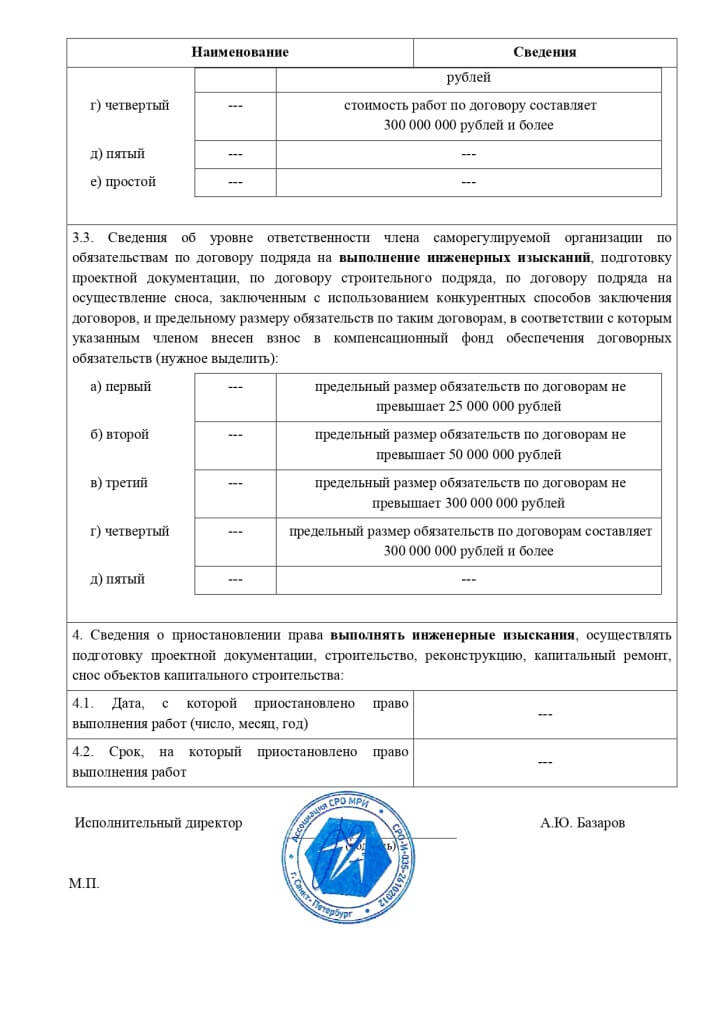 Наименование
Сведения
рублей
г) четвертый
---
стоимость работ по договору составляет
300 000 000 рублей и более
д) пятый
---
---
е) простой
---
---
3.3. Сведения об уровне ответственности члена саморегулируемой организации по
обязательствам по договору подряда на выполнение инженерных изысканий, подготовку
проектной документации, по договору строительного подряда, по договору подряда на
осуществление сноса, заключенным с использованием конкурентных способов заключения
договоров, и предельному размеру обязательств по таким договорам, в соответствии с которым
указанным членом внесен взнос в компенсационный фонд обеспечения договорных
обязательств (нужное выделить):
а) первый
---
предельный размер обязательств по договорам не
превышает 25 000 000 рублей
б) второй
---
предельный размер обязательств по договорам не
превышает 50 000 000 рублей
в) третий
---
предельный размер обязательств по договорам не
превышает 300 000 000 рублей
г) четвертый
---
предельный размер обязательств по договорам составляет
300 000 000 рублей и более
д) пятый
---
---
4. Сведения о приостановлении права выполнять инженерные изыскания, осуществлять
подготовку проектной документации, строительство, реконструкцию, капитальный ремонт,
снос объектов капитального строительства:
4.1. Дата, с которой приостановлено право
выполнения работ (число, месяц, год)
---
4.2. Срок, на который приостановлено право
выполнения работ
---
Исполнительный директор
А.Ю. Базаров
М.П.
Ассоциация СРО МРИ
СРО-И-035-26102012
г. Санкт-Петербург